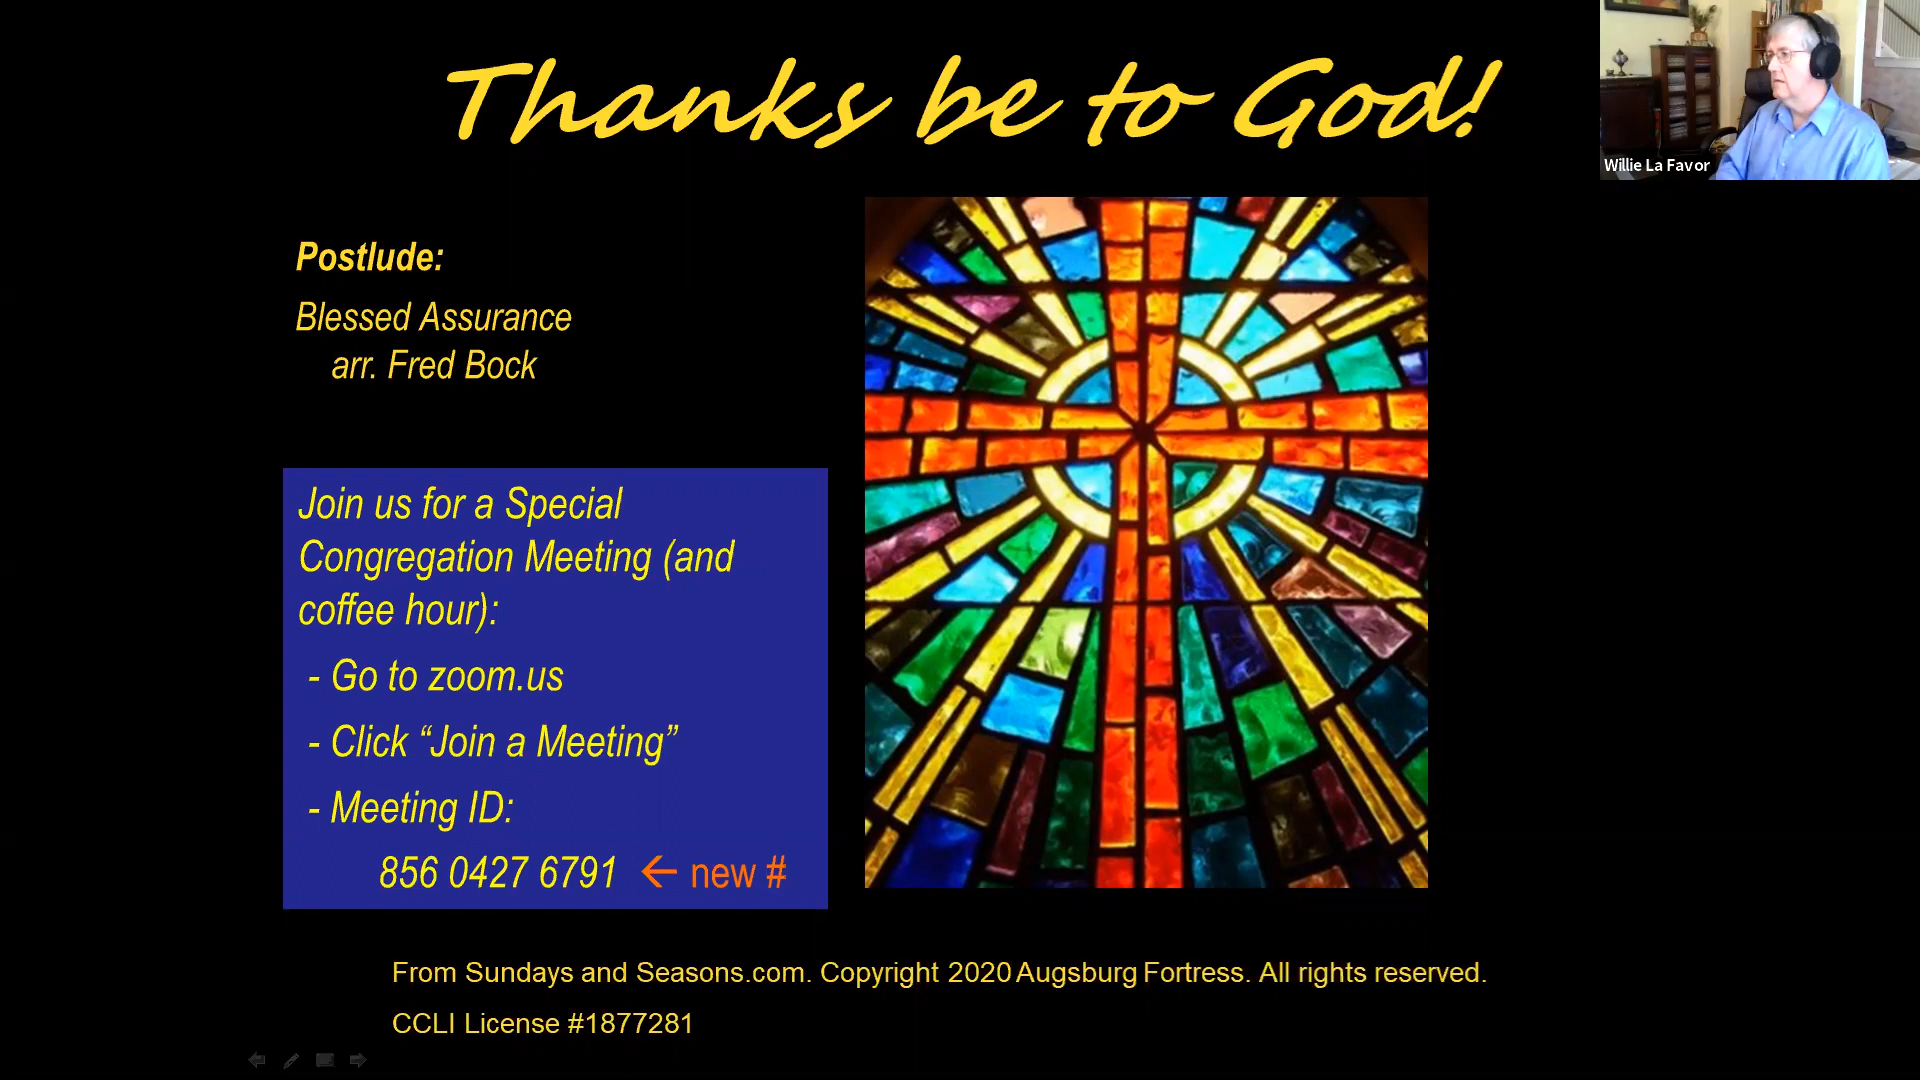 Thanks be to God!
Willie La Favor
Postlude:
Blessed Assurance
arr. Fred Bock
Join us for a Special
Congregation Meeting (and
coffee hour):
- Go to zoom.us
- Click “Join a Meeting”
- Meeting ID:
856 0427 6791 ← new #
From Sundays and Seasons.com. Copyright 2020 Augsburg Fortress. All rights reserved.
CCLI License #1877281